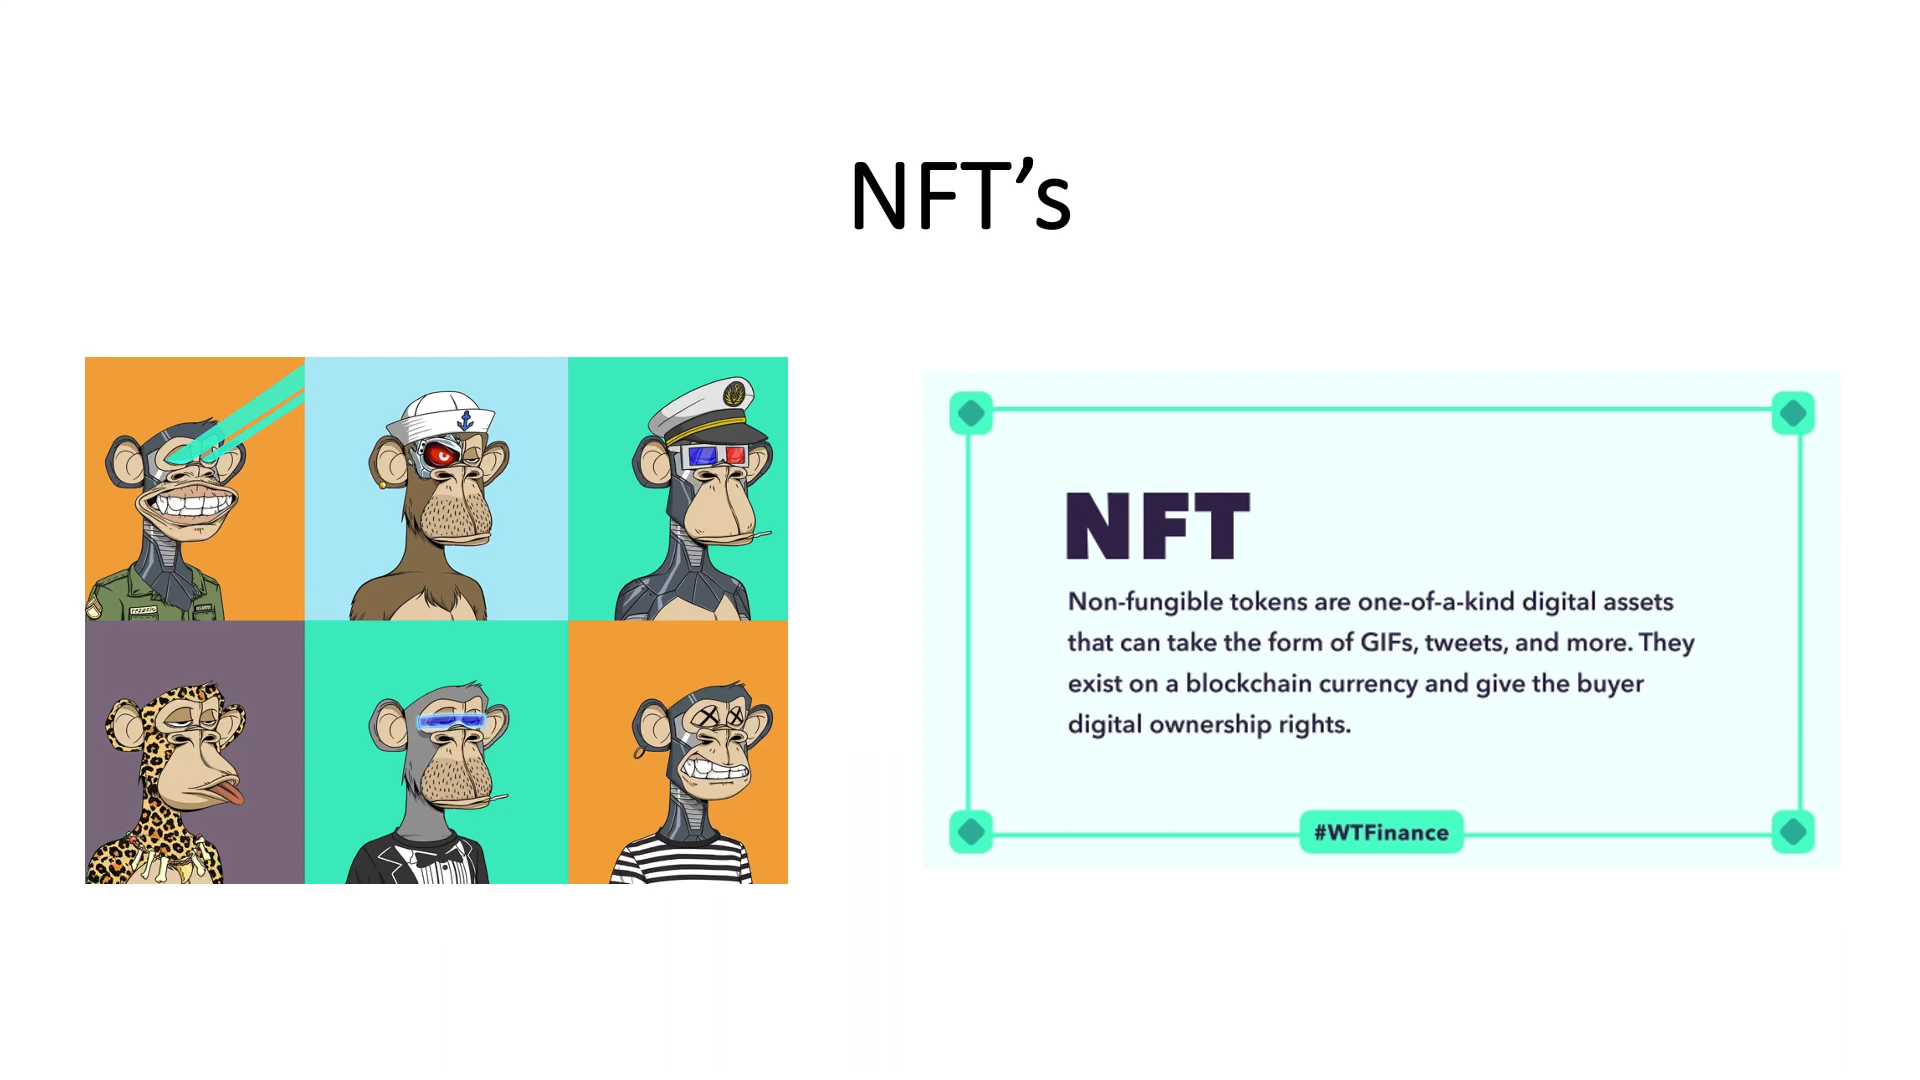 NFT’s
NFT
Non-fungible tokens are one-of-a-kind digital assets
that can take the form of GIFs, tweets, and more. They
exist on a blockchain currency and give the buyer
digital ownership rights.
#WTFinance